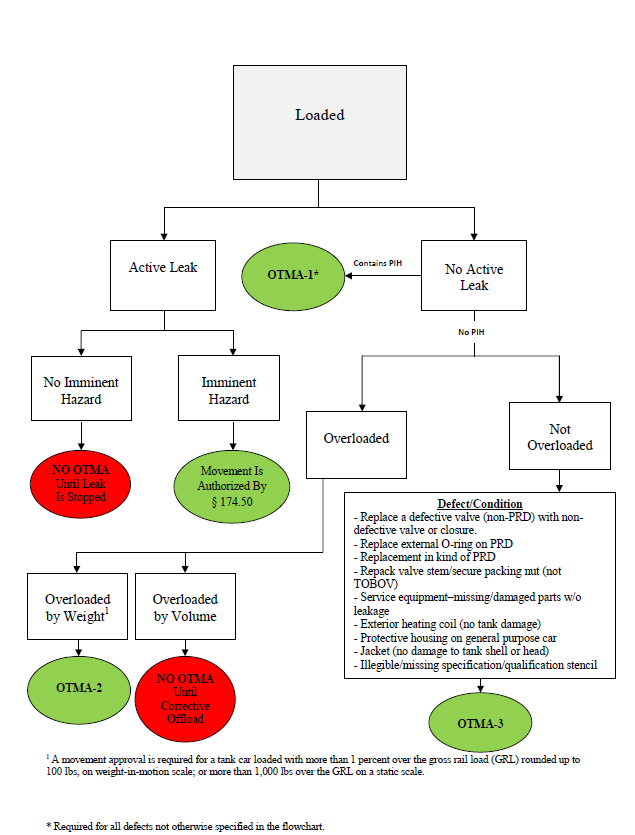 Loaded
Active Leak
OTMA-1*
Contains PIH
No Active
Leak
No PIH
No Imminent
Hazard
Imminent
Hazard
Overloaded
Not
Overloaded
NO OTMA
Until Leak
Is Stopped
Movement Is
Authorized By
§ 174.50
Defect/Condition
- Replace a defective valve (non-PRD) with non-
defective valve or closure.
- Replace external O-ring on PRD
- Replacement in kind of PRD
- Repack valve stem/secure packing nut (not
TOBOV)
- Service equipment–missing/damaged parts w/o
leakage
- Exterior heating coil (no tank damage)
- Protective housing on general purpose car
- Jacket (no damage to tank shell or head)
- Illegible/missing specification/qualification stencil
Overloaded
by Weight1
Overloaded
by Volume
OTMA-2
NO OTMA
Until
Corrective
Offload
OTMA-3
1 A movement approval is required for a tank car loaded with more than 1 percent over the gross rail load (GRL) rounded up to
100 lbs, on weight-in-motion scale; or more than 1,000 lbs over the GRL on a static scale.
* Required for all defects not otherwise specified in the flowchart.